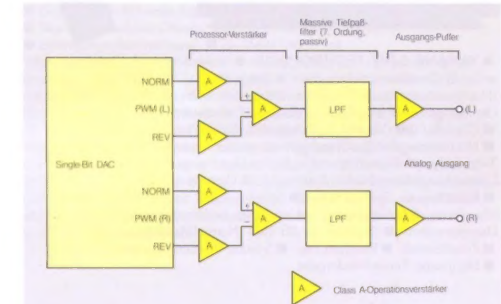 Prozessor-Verstärker
Massive Tiefpaß-
filter (7. Ordung,
passiv)
Ausgangs-Puffer
NORM
A
+
PWM (L)
−
A
LPF
A
(L)
REV
A
Single-Bit DAC
Analog Ausgang
NORM
A
+
PWM (R)
−
A
LPF
A
(R)
REV
A
A
Class A-Operationsverstärker